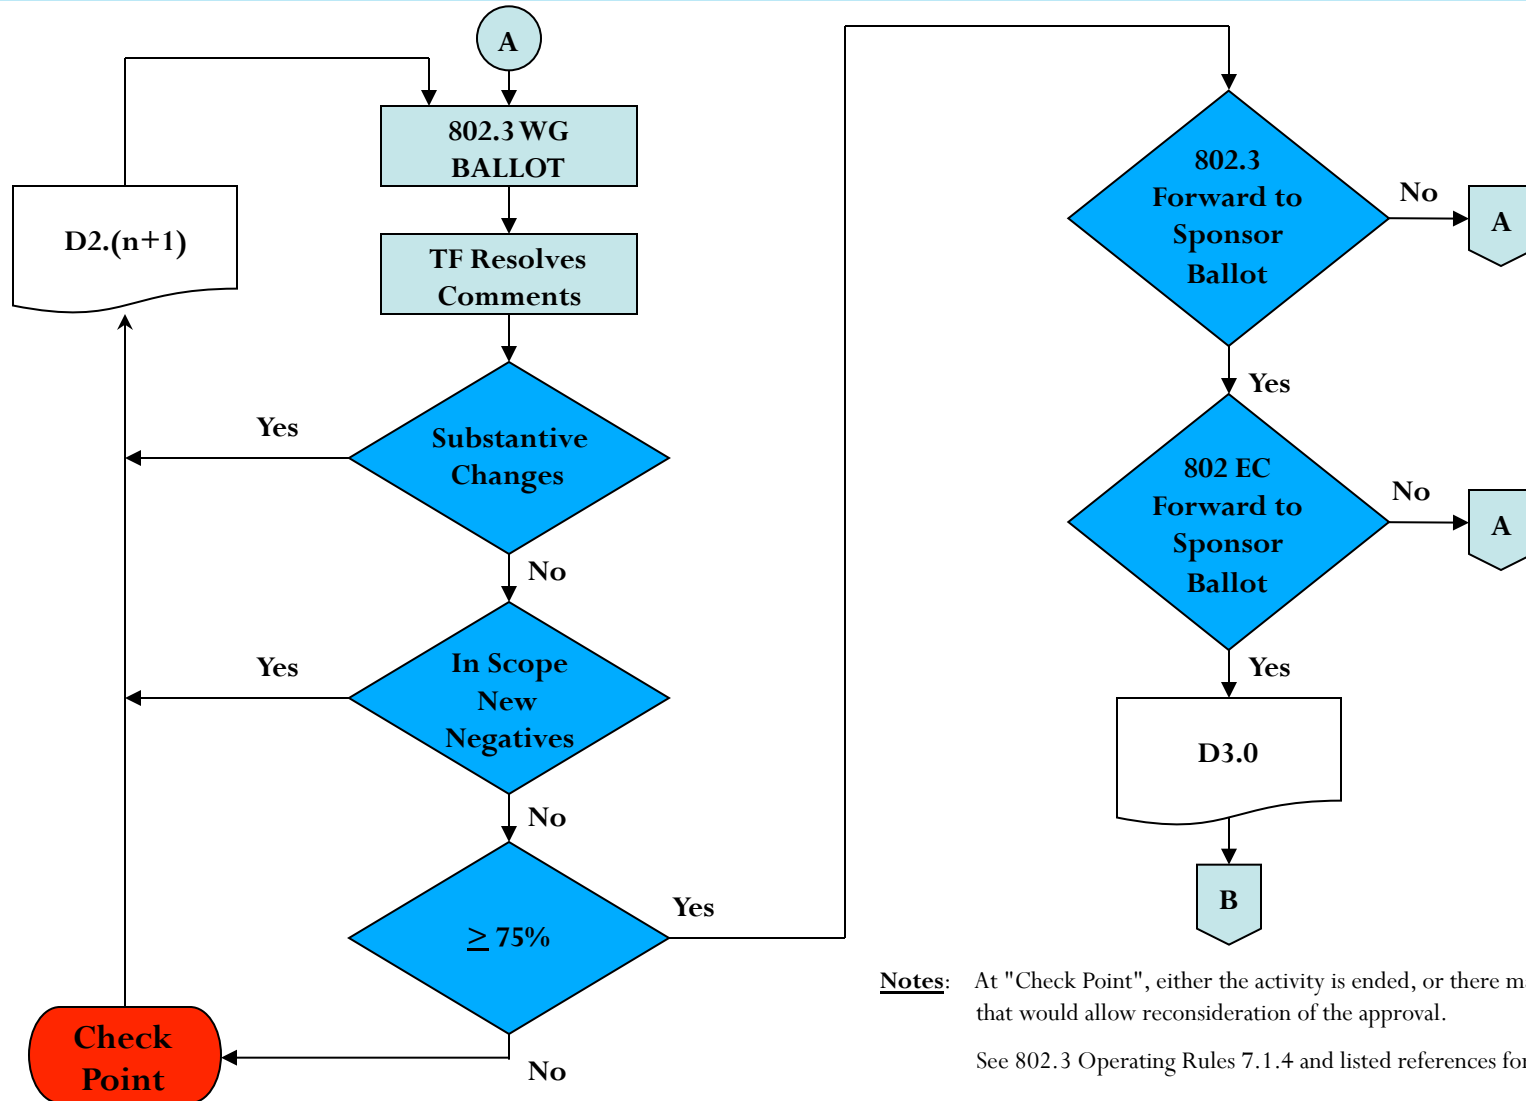 A
802.3 WG
BALLOT
D2.(n+1)
TF Resolves
Comments
Yes
Substantive
Changes
No
Yes
In Scope
New
Negatives
No
≥ 75%
Yes
Check
Point
No
802.3
Forward to
Sponsor
Ballot
No
A
Yes
802 EC
Forward to
Sponsor
Ballot
No
A
Yes
D3.0
B
Notes: At "Check Point", either the activity is ended, or there
that would allow reconsideration of the approval.
See 802.3 Operating Rules 7.1.4 and listed references for